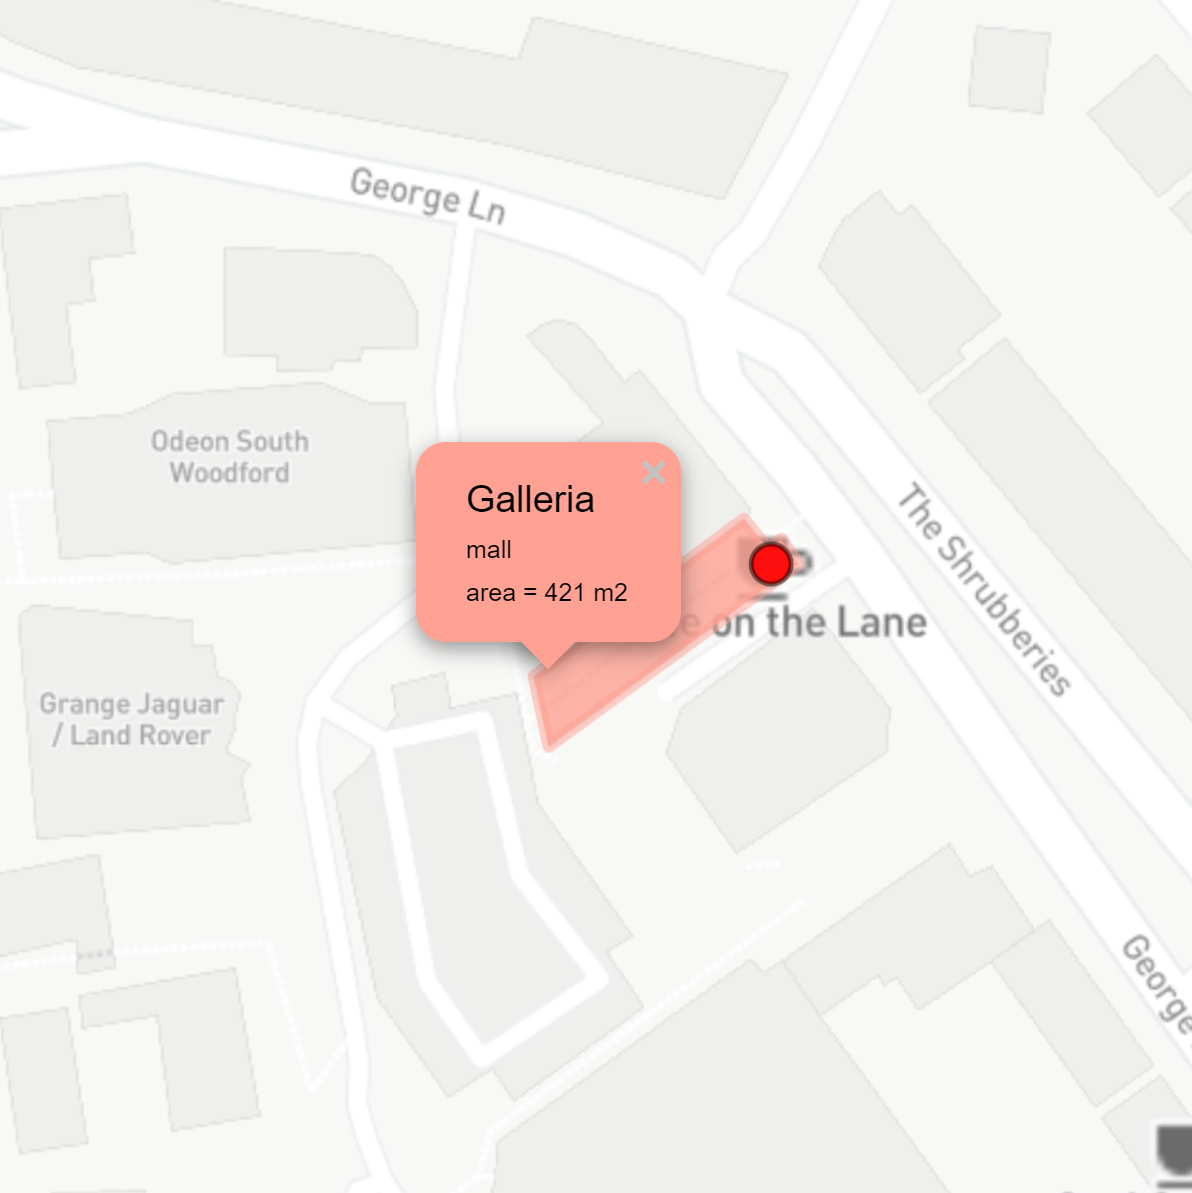 George Ln
Odeon South
Woodford
Galleria
mall
area = 421 m2
The Shrubberies
on the Lane
Grange Jaguar
/ Land Rover
George